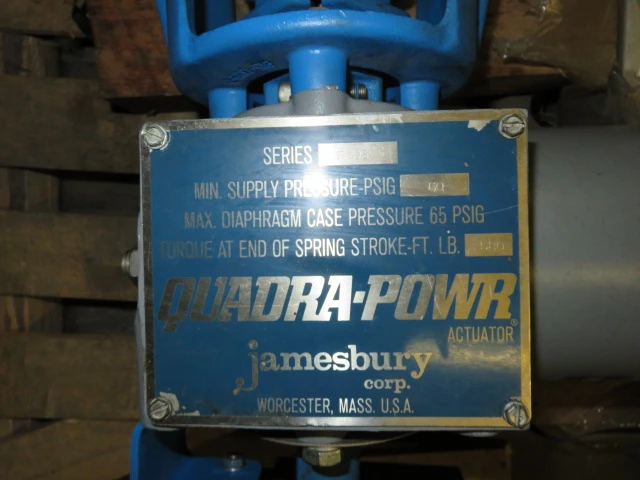 SERIES
MIN. SUPPLY PRESSURE-PSIG
MAX. DIAPHRAGM CASE PRESSURE 65 PSIG
TORQUE AT END OF SPRING STROKE-FT. LB.
QUADRA-POWR®
ACTUATOR
jamesbury
corp.
WORCESTER, MASS. U.S.A.